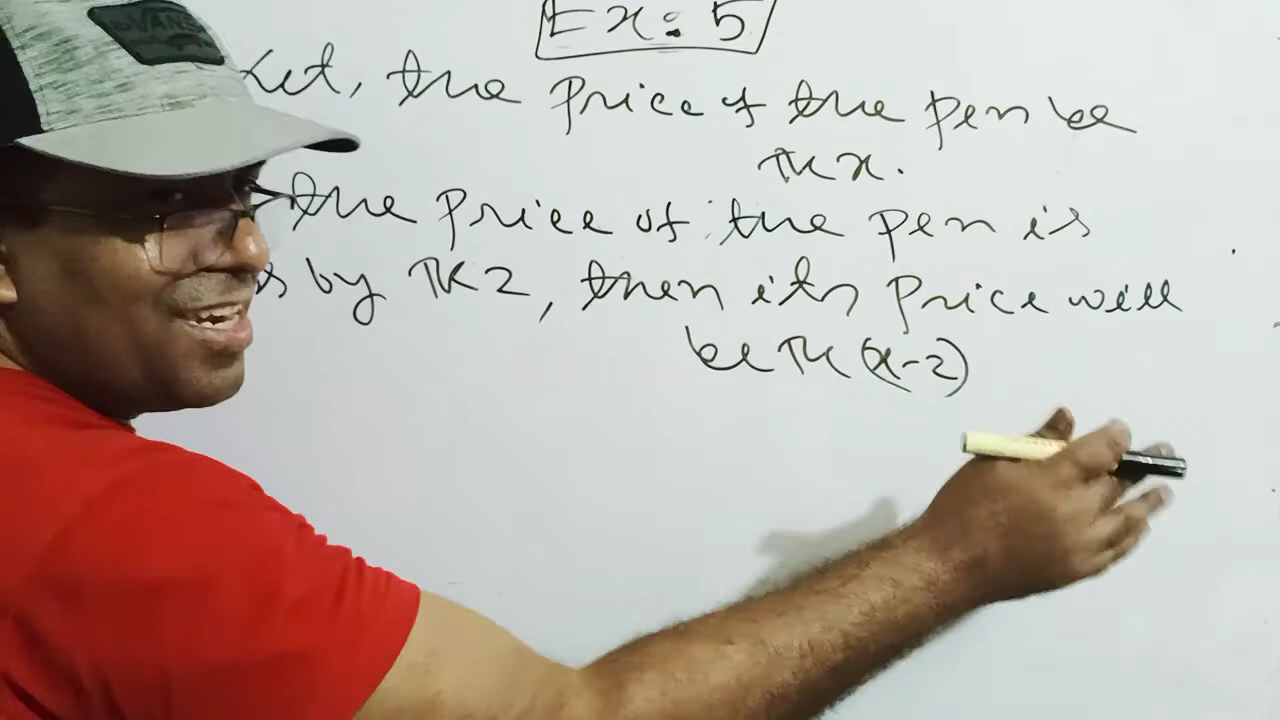 VANS
Ex: 5
Let, the price of the pen be
TK x.
the price of the pen is
by TK 2, then its price will
be TK (x-2)